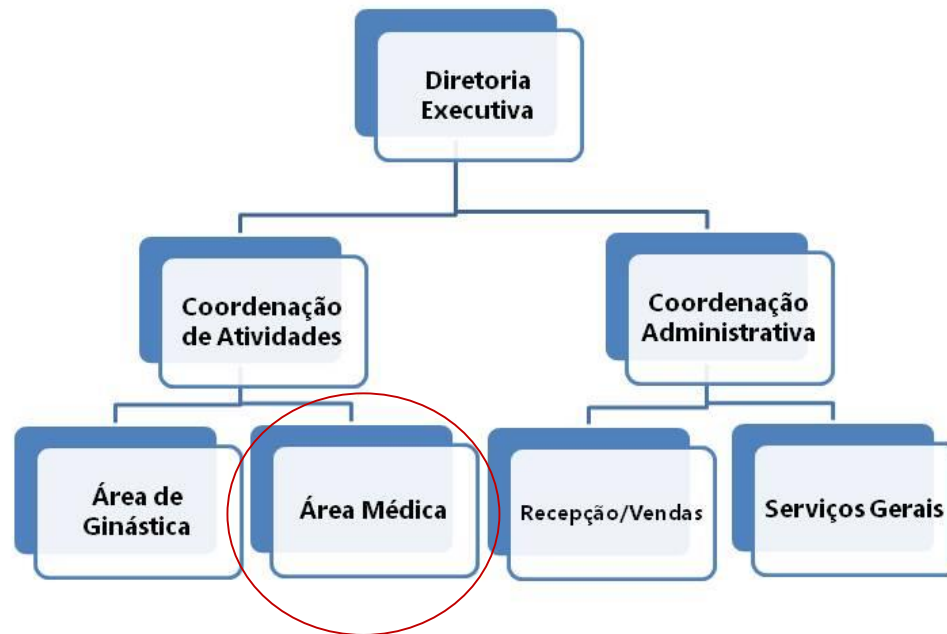 Diretoria
Executiva
Coordenação
de Atividades
Coordenação
Administrativa
Área de
Ginástica
Área Médica
Recepção/Vendas
Serviços Gerais